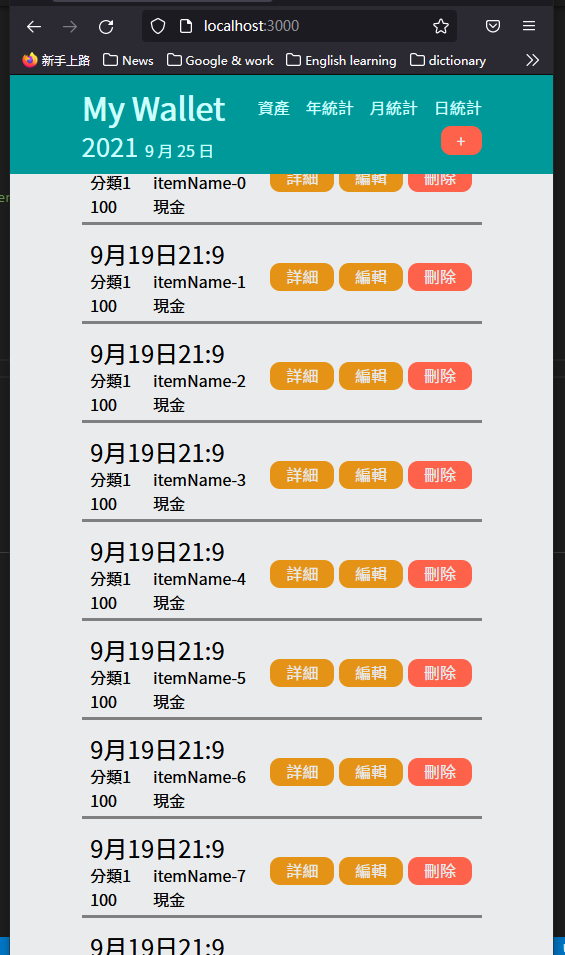 localhost:3000
新手上路 News Google & work English learning dictionary
My Wallet 資產 年統計 月統計 日統計
2021 9 月 25 日 +
分類1 itemName-0 詳細 編輯 刪除
100 現金
9月19日21:9
分類1 itemName-1 詳細 編輯 刪除
100 現金
9月19日21:9
分類1 itemName-2 詳細 編輯 刪除
100 現金
9月19日21:9
分類1 itemName-3 詳細 編輯 刪除
100 現金
9月19日21:9
分類1 itemName-4 詳細 編輯 刪除
100 現金
9月19日21:9
分類1 itemName-5 詳細 編輯 刪除
100 現金
9月19日21:9
分類1 itemName-6 詳細 編輯 刪除
100 現金
9月19日21:9
分類1 itemName-7 詳細 編輯 刪除
100 現金
9月19日21:9